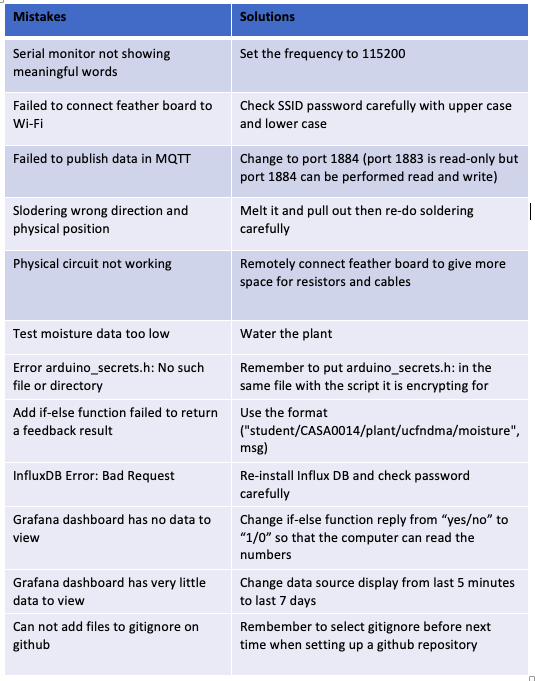 Mistakes
Solutions
Serial monitor not showing
meaningful words
Set the frequency to 115200
Failed to connect feather board to
Wi-Fi
Check SSID password carefully with upper case
and lower case
Failed to publish data in MQTT
Change to port 1884 (port 1883 is read-only but
port 1884 can be performed read and write)
Slodering wrong direction and
physical position
Melt it and pull out then re-do soldering
carefully
Physical circuit not working
Remotely connect feather board to give more
space for resistors and cables
Test moisture data too low
Water the plant
Error arduino_secrets.h: No such
file or directory
Remember to put arduino_secrets.h: in the
same file with the script it is encrypting for
Add if-else function failed to return
a feedback result
Use the format
("student/CASA0014/plant/ucfndma/moisture",
msg)
InfluxDB Error: Bad Request
Re-install Influx DB and check password
carefully
Grafana dashboard has no data to
view
Change if-else function reply from “yes/no” to
“1/0” so that the computer can read the
numbers
Grafana dashboard has very little
data to view
Change data source display from last 5 minutes
to last 7 days
Can not add files to gitignore on
github
Rembember to select gitignore before next
time when setting up a github repository